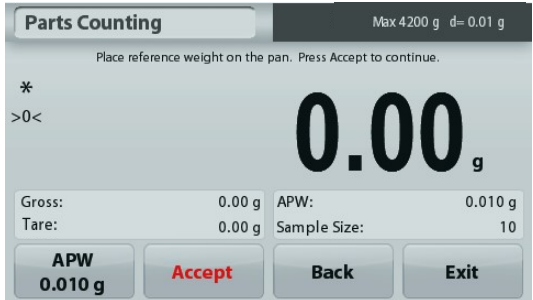 Parts Counting
Max 4200 g d= 0.01 g
Place reference weight on the pan. Press Accept to continue.
*
>0<
0.00 g
Gross: 0.00 g
Tare: 0.00 g
APW: 0.010 g
Sample Size: 10
APW
0.010 g
Accept
Back
Exit